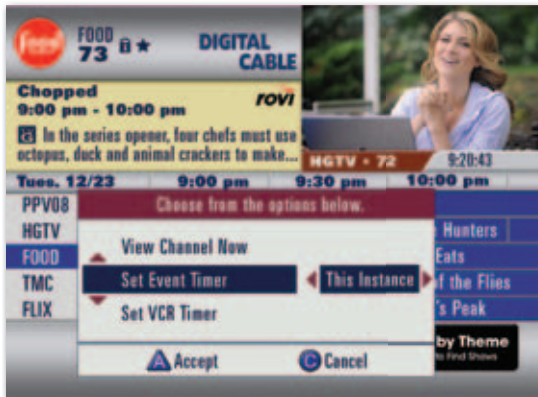 food
FOOD
73
DIGITAL
CABLE
Chopped
9:00 pm - 10:00 pm
rovi
In the series opener, four chefs must use
octopus, duck and animal crackers to make...
HGTV • 72
9:20:43
Tues. 12/23
9:00 pm
9:30 pm
10:00 pm
PPV08
HGTV
Hunters
FOOD
Eats
TMC
of the Flies
FLIX
's Peak
Choose from the options below.
View Channel Now
Set Event Timer
This Instance
Set VCR Timer
A Accept
C Cancel
by Theme
to Find Shows